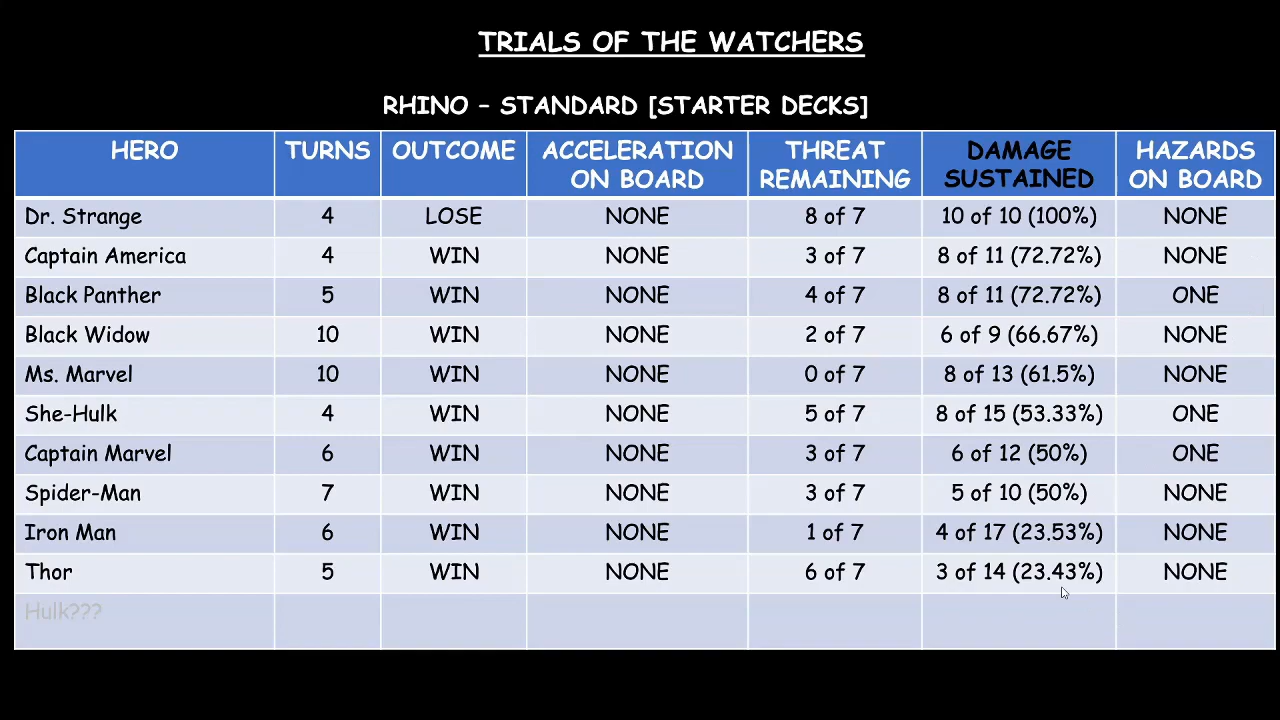 TRIALS OF THE WATCHERS
RHINO – STANDARD [STARTER DECKS]
HERO TURNS OUTCOME ACCELERATION ON BOARD THREAT REMAINING DAMAGE SUSTAINED HAZARDS ON BOARD
Dr. Strange 4 LOSE NONE 8 of 7 10 of 10 (100%) NONE
Captain America 4 WIN NONE 3 of 7 8 of 11 (72.72%) NONE
Black Panther 5 WIN NONE 4 of 7 8 of 11 (72.72%) ONE
Black Widow 10 WIN NONE 2 of 7 6 of 9 (66.67%) NONE
Ms. Marvel 10 WIN NONE 0 of 7 8 of 13 (61.5%) NONE
She-Hulk 4 WIN NONE 5 of 7 8 of 15 (53.33%) ONE
Captain Marvel 6 WIN NONE 3 of 7 6 of 12 (50%) ONE
Spider-Man 7 WIN NONE 3 of 7 5 of 10 (50%) NONE
Iron Man 6 WIN NONE 1 of 7 4 of 17 (23.53%) NONE
Thor 5 WIN NONE 6 of 7 3 of 14 (23.43%) NONE
Hulk???